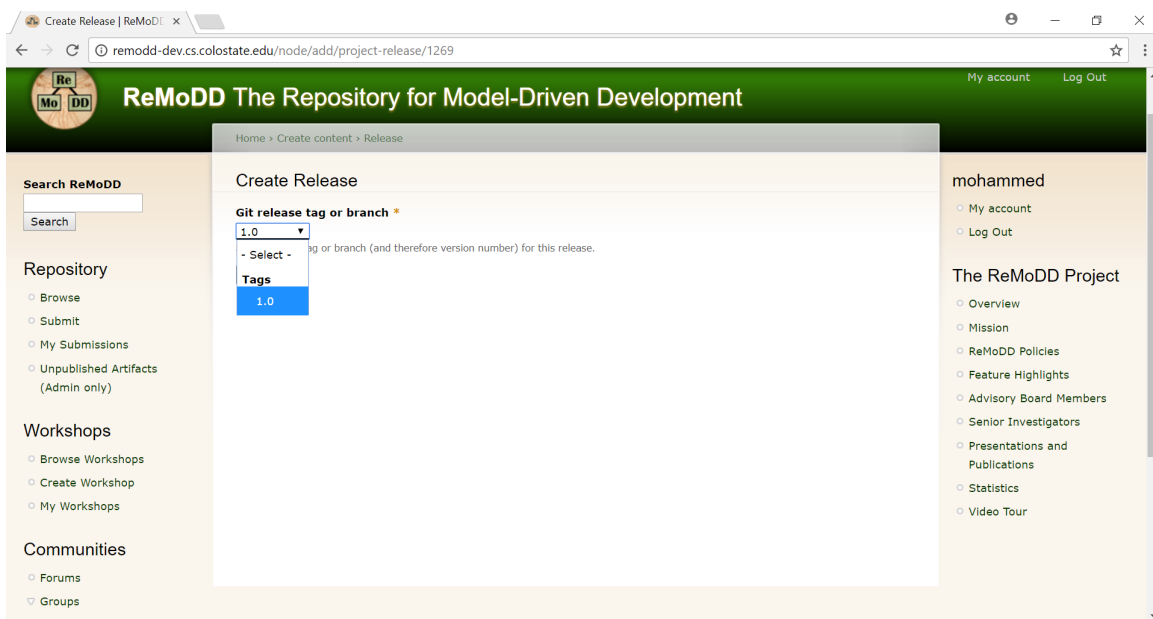 Create Release | ReMoD
remodd-dev.cs.colostate.edu/node/add/project-release/1269
My account Log Out
Re
Mo DD
ReMoDD The Repository for Model-Driven Development
Home › Create content › Release
Search ReMoDD
Search
Repository
Browse
Submit
My Submissions
Unpublished Artifacts
(Admin only)
Workshops
Browse Workshops
Create Workshop
My Workshops
Communities
Forums
Groups
Create Release
Git release tag or branch *
1.0
ag or branch (and therefore version number) for this release.
- Select -
Tags
1.0
mohammed
My account
Log Out
The ReMoDD Project
Overview
Mission
ReMoDD Policies
Feature Highlights
Advisory Board Members
Senior Investigators
Presentations and
Publications
Statistics
Video Tour